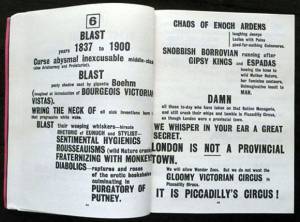 6
BLAST
years 1837 to 1900
Curse abysmal inexcusable middle-class
(also Aristocracy and Proletariat).
BLAST
pasty shadow cast by gigantic Boehm
(imagined at introduction of BOURGEOIS VICTORIAN
VISTAS).
WRING THE NECK OF all sick inventions born in
that progressive white wake.
BLAST their weeping whiskers—hirsute
RHETORIC of EUNUCH and STYLIST—
SENTIMENTAL HYGIENICS
ROUSSEAUISMS (wild Nature cranks)
FRATERNIZING WITH MONKEYS
DIABOLICS—raptures and roses
of the erotic bookshelves
culminating in
PURGATORY OF
PUTNEY.
CHAOS OF ENOCH ARDENS
laughing Jennys
Ladies with Pains
good-for-nothing Guineveres.
SNOBBISH BORROVIAN running after
GIPSY KINGS and ESPADAS
bowing the knee to
wild Mother Nature,
her feminine contours,
Unimaginative insult to
MAN.
DAMN
all those to-day who have taken on that Rotten Menagerie,
and still crack their whips and tumble in Piccadilly Circus,
as though London were a provincial town.
WE WHISPER IN YOUR EAR A GREAT
SECRET.
LONDON IS NOT A PROVINCIAL
TOWN.
We will allow Wonder Zoos. But we do not want the
GLOOMY VICTORIAN CIRCUS in
Piccadilly Circus.
IT IS PICCADILLY'S CIRCUS !